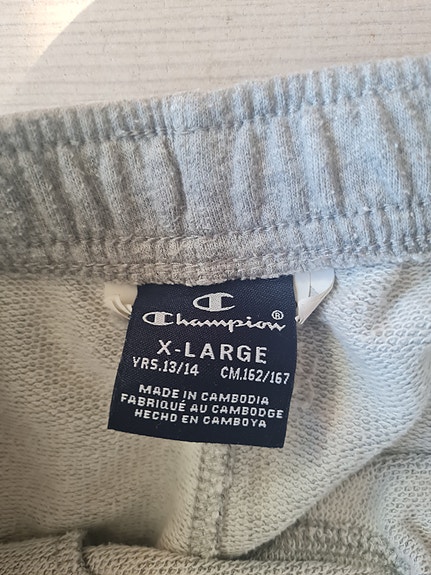 Champion®
X-LARGE
YRS.13/14 CM.162/167
MADE IN CAMBODIA
FABRIQUÉ AU CAMBODGE
HECHO EN CAMBOYA